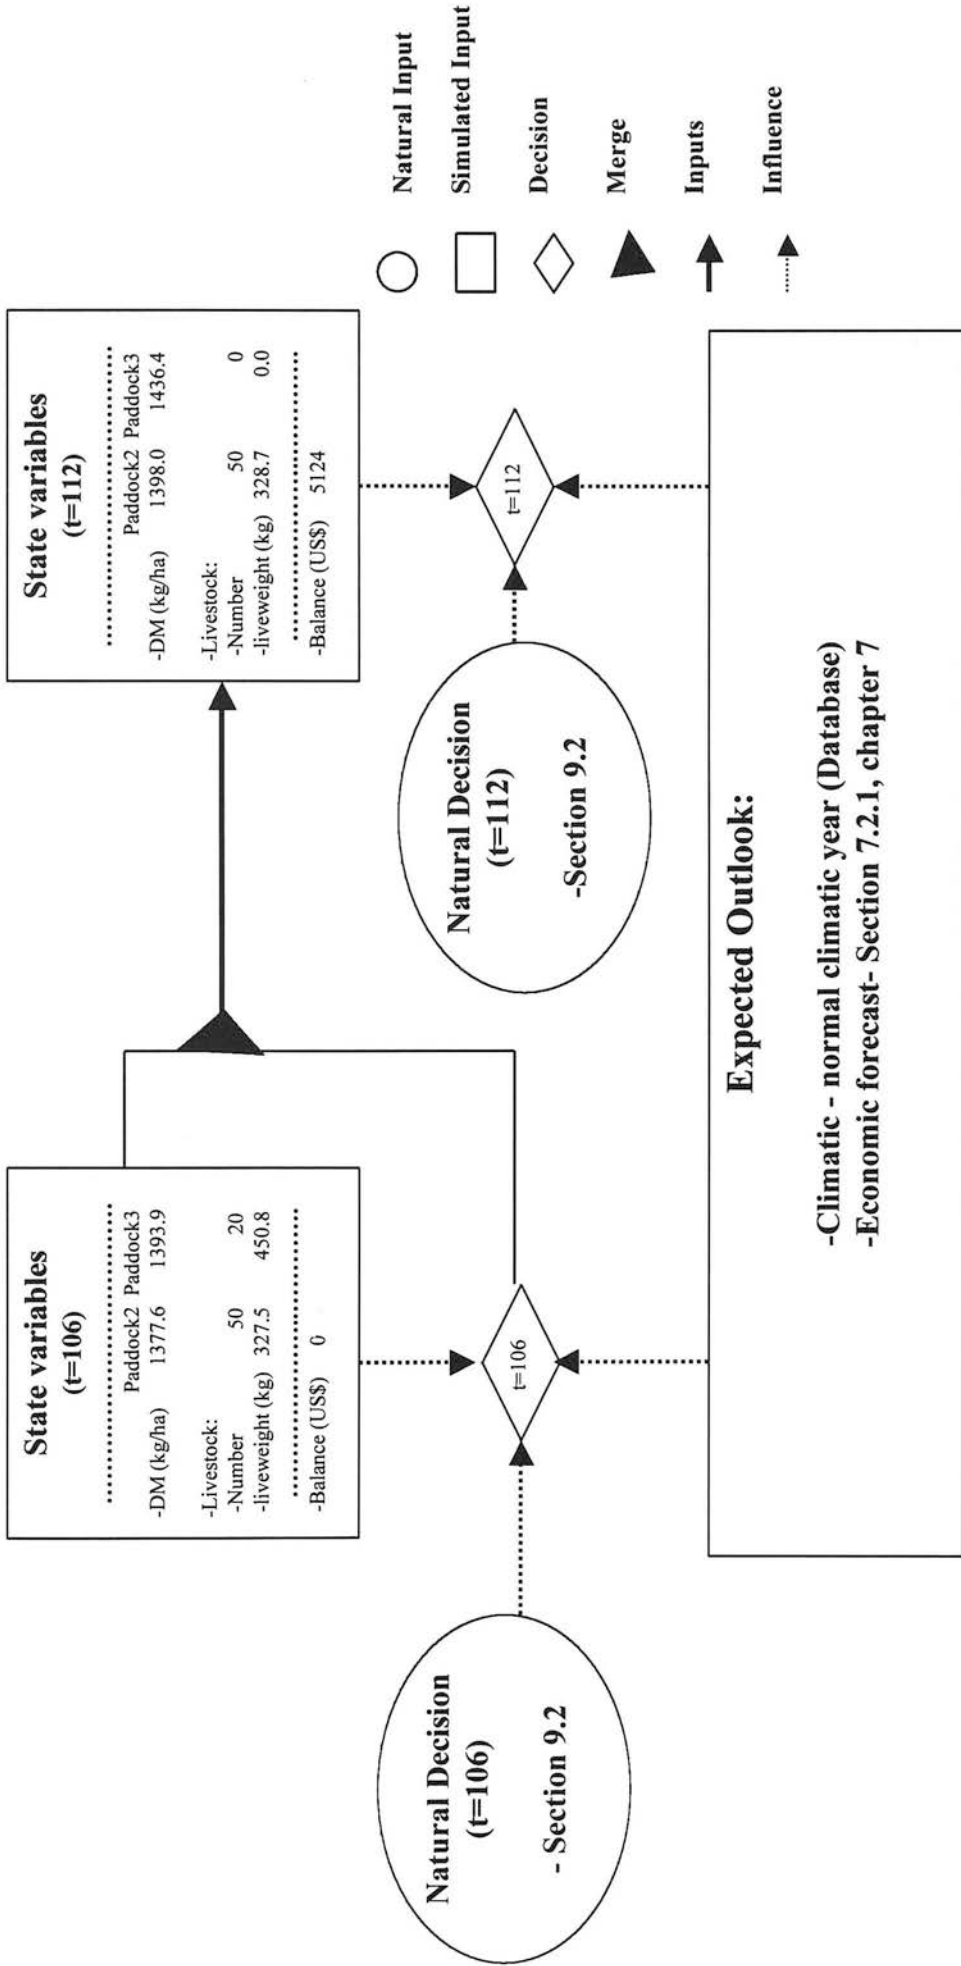 State variables
(t=106)
Paddock2 Paddock3
-DM (kg/ha) 1377.6 1393.9
-Livestock:
-Number 50 20
-liveweight (kg) 327.5 450.8
-Balance (US$) 0
State variables
(t=112)
Paddock2 Paddock3
-DM (kg/ha) 1398.0 1436.4
-Livestock:
-Number 50 0
-liveweight (kg) 328.7 0.0
-Balance (US$) 5124
Natural Decision
(t=106)
- Section 9.2
t=106
Natural Decision
(t=112)
-Section 9.2
t=112
Expected Outlook:
-Climatic - normal climatic year (Database)
-Economic forecast- Section 7.2.1, chapter 7
Natural Input
Simulated Input
Decision
Merge
Inputs
Influence